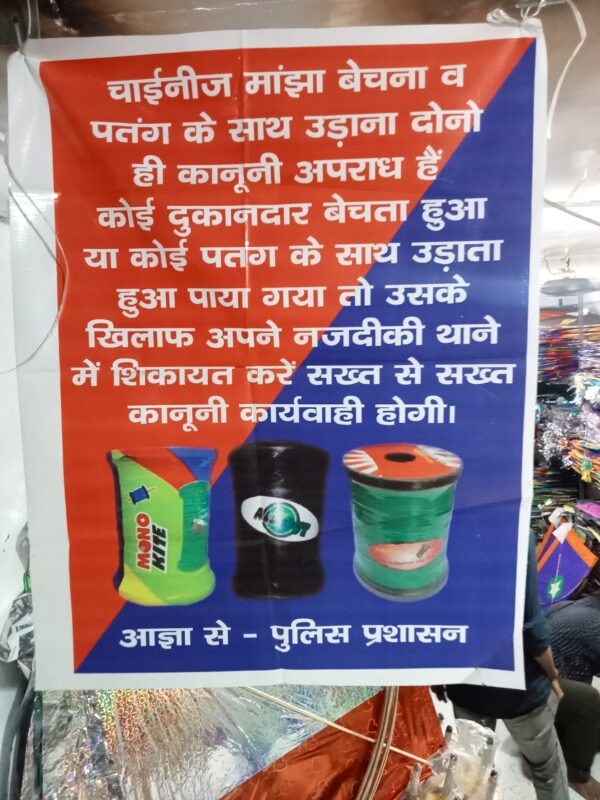 चाईनीज मांझा बेचना व
पतंग के साथ उड़ाना दोनो
ही कानूनी अपराध हैं
कोई दुकानदार बेचता हुआ
या कोई पतंग के साथ उड़ाता
हुआ पाया गया तो उसके
खिलाफ अपने नजदीकी थाने
में शिकायत करें सख्त से सख्त
कानूनी कार्यवाही होगी।
MONO
KITE
आज्ञा से - पुलिस प्रशासन